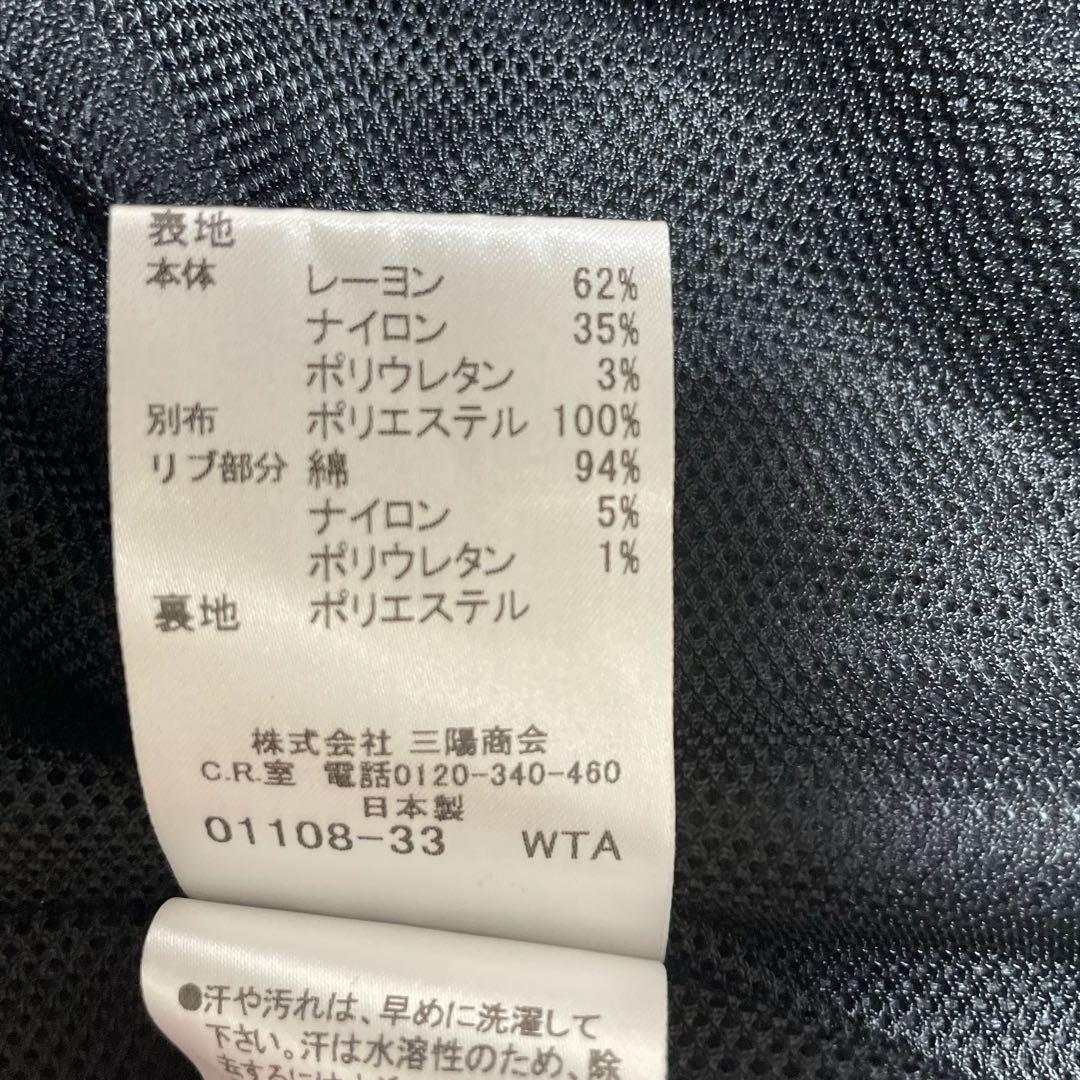 表地
本体 レーヨン 62%
ナイロン 35%
ポリウレタン 3%
別布 ポリエステル 100%
リブ部分 綿 94%
ナイロン 5%
ポリウレタン 1%
裏地 ポリエステル
株式会社 三陽商会
C.R.室 電話0120-340-460
日本製
01108-33 WTA
●汗や汚れは、早めに洗濯して
下さい。汗は水溶性のため、除
をするには